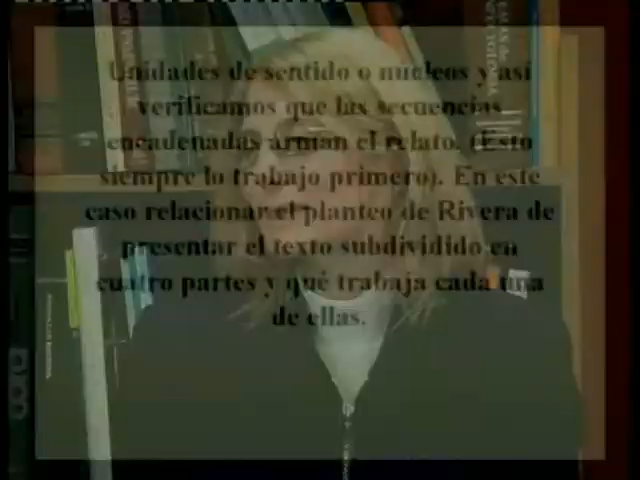 Unidades de sentido o núcleos y así
verificamos que las secuencias
encadenadas arman el relato. (Esto
siempre lo trabajo primero). En este
caso relacionar el planteo de Rivera de
presentar el texto subdividido en
cuatro partes y qué trabaja cada una
de ellas.